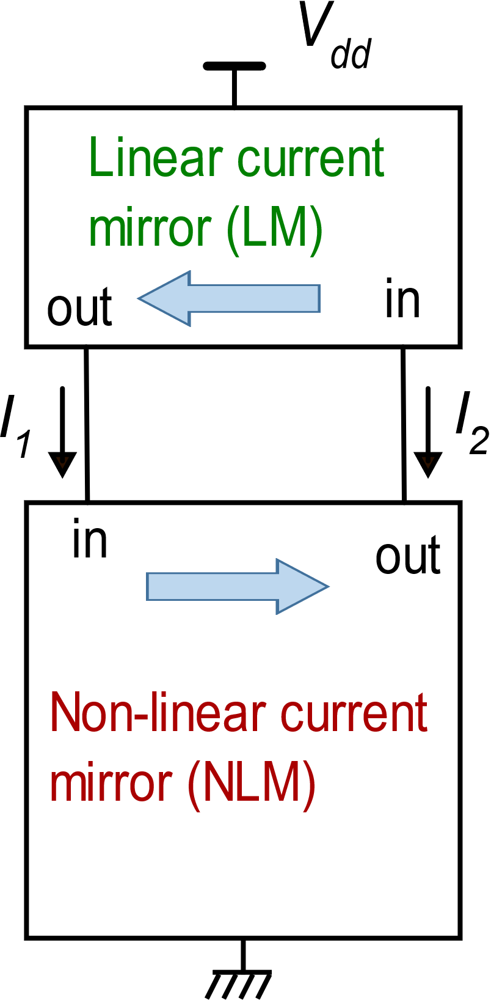 Vdd
Linear current
mirror (LM)
out
in
I1
I2
in
out
Non-linear current
mirror (NLM)